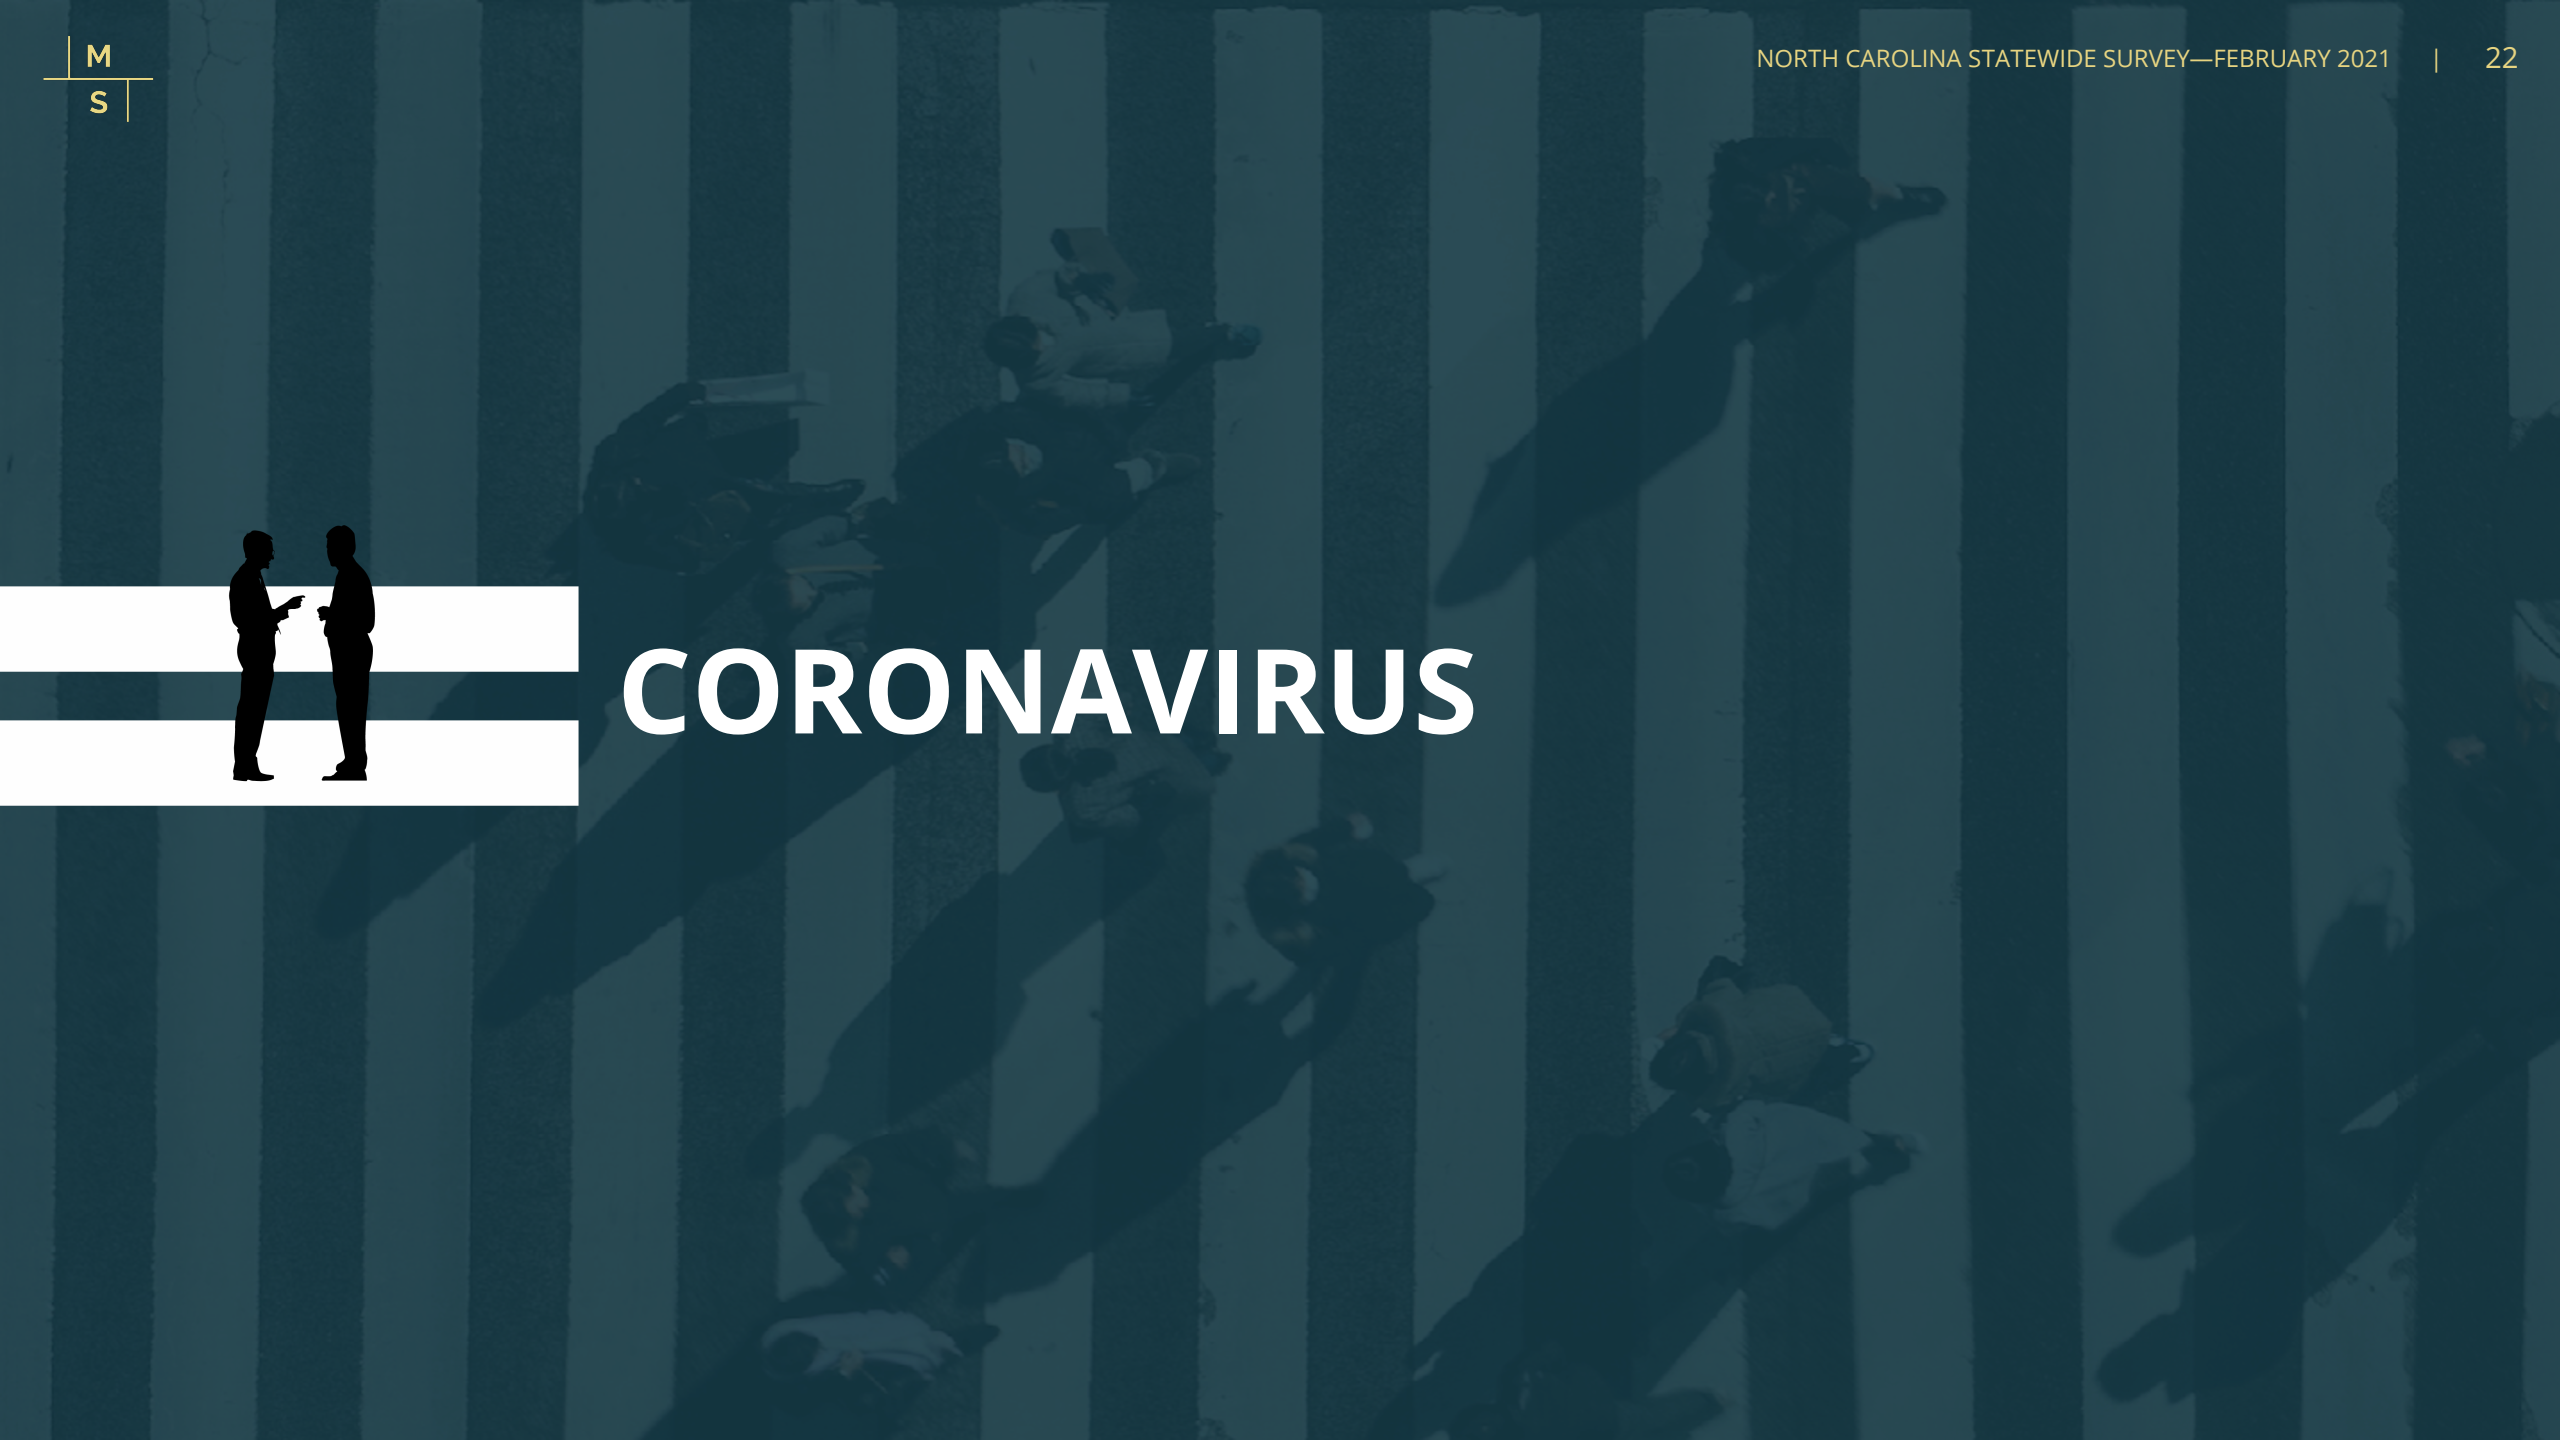 M
S
NORTH CAROLINA STATEWIDE SURVEY—FEBRUARY 2021 | 22
CORONAVIRUS